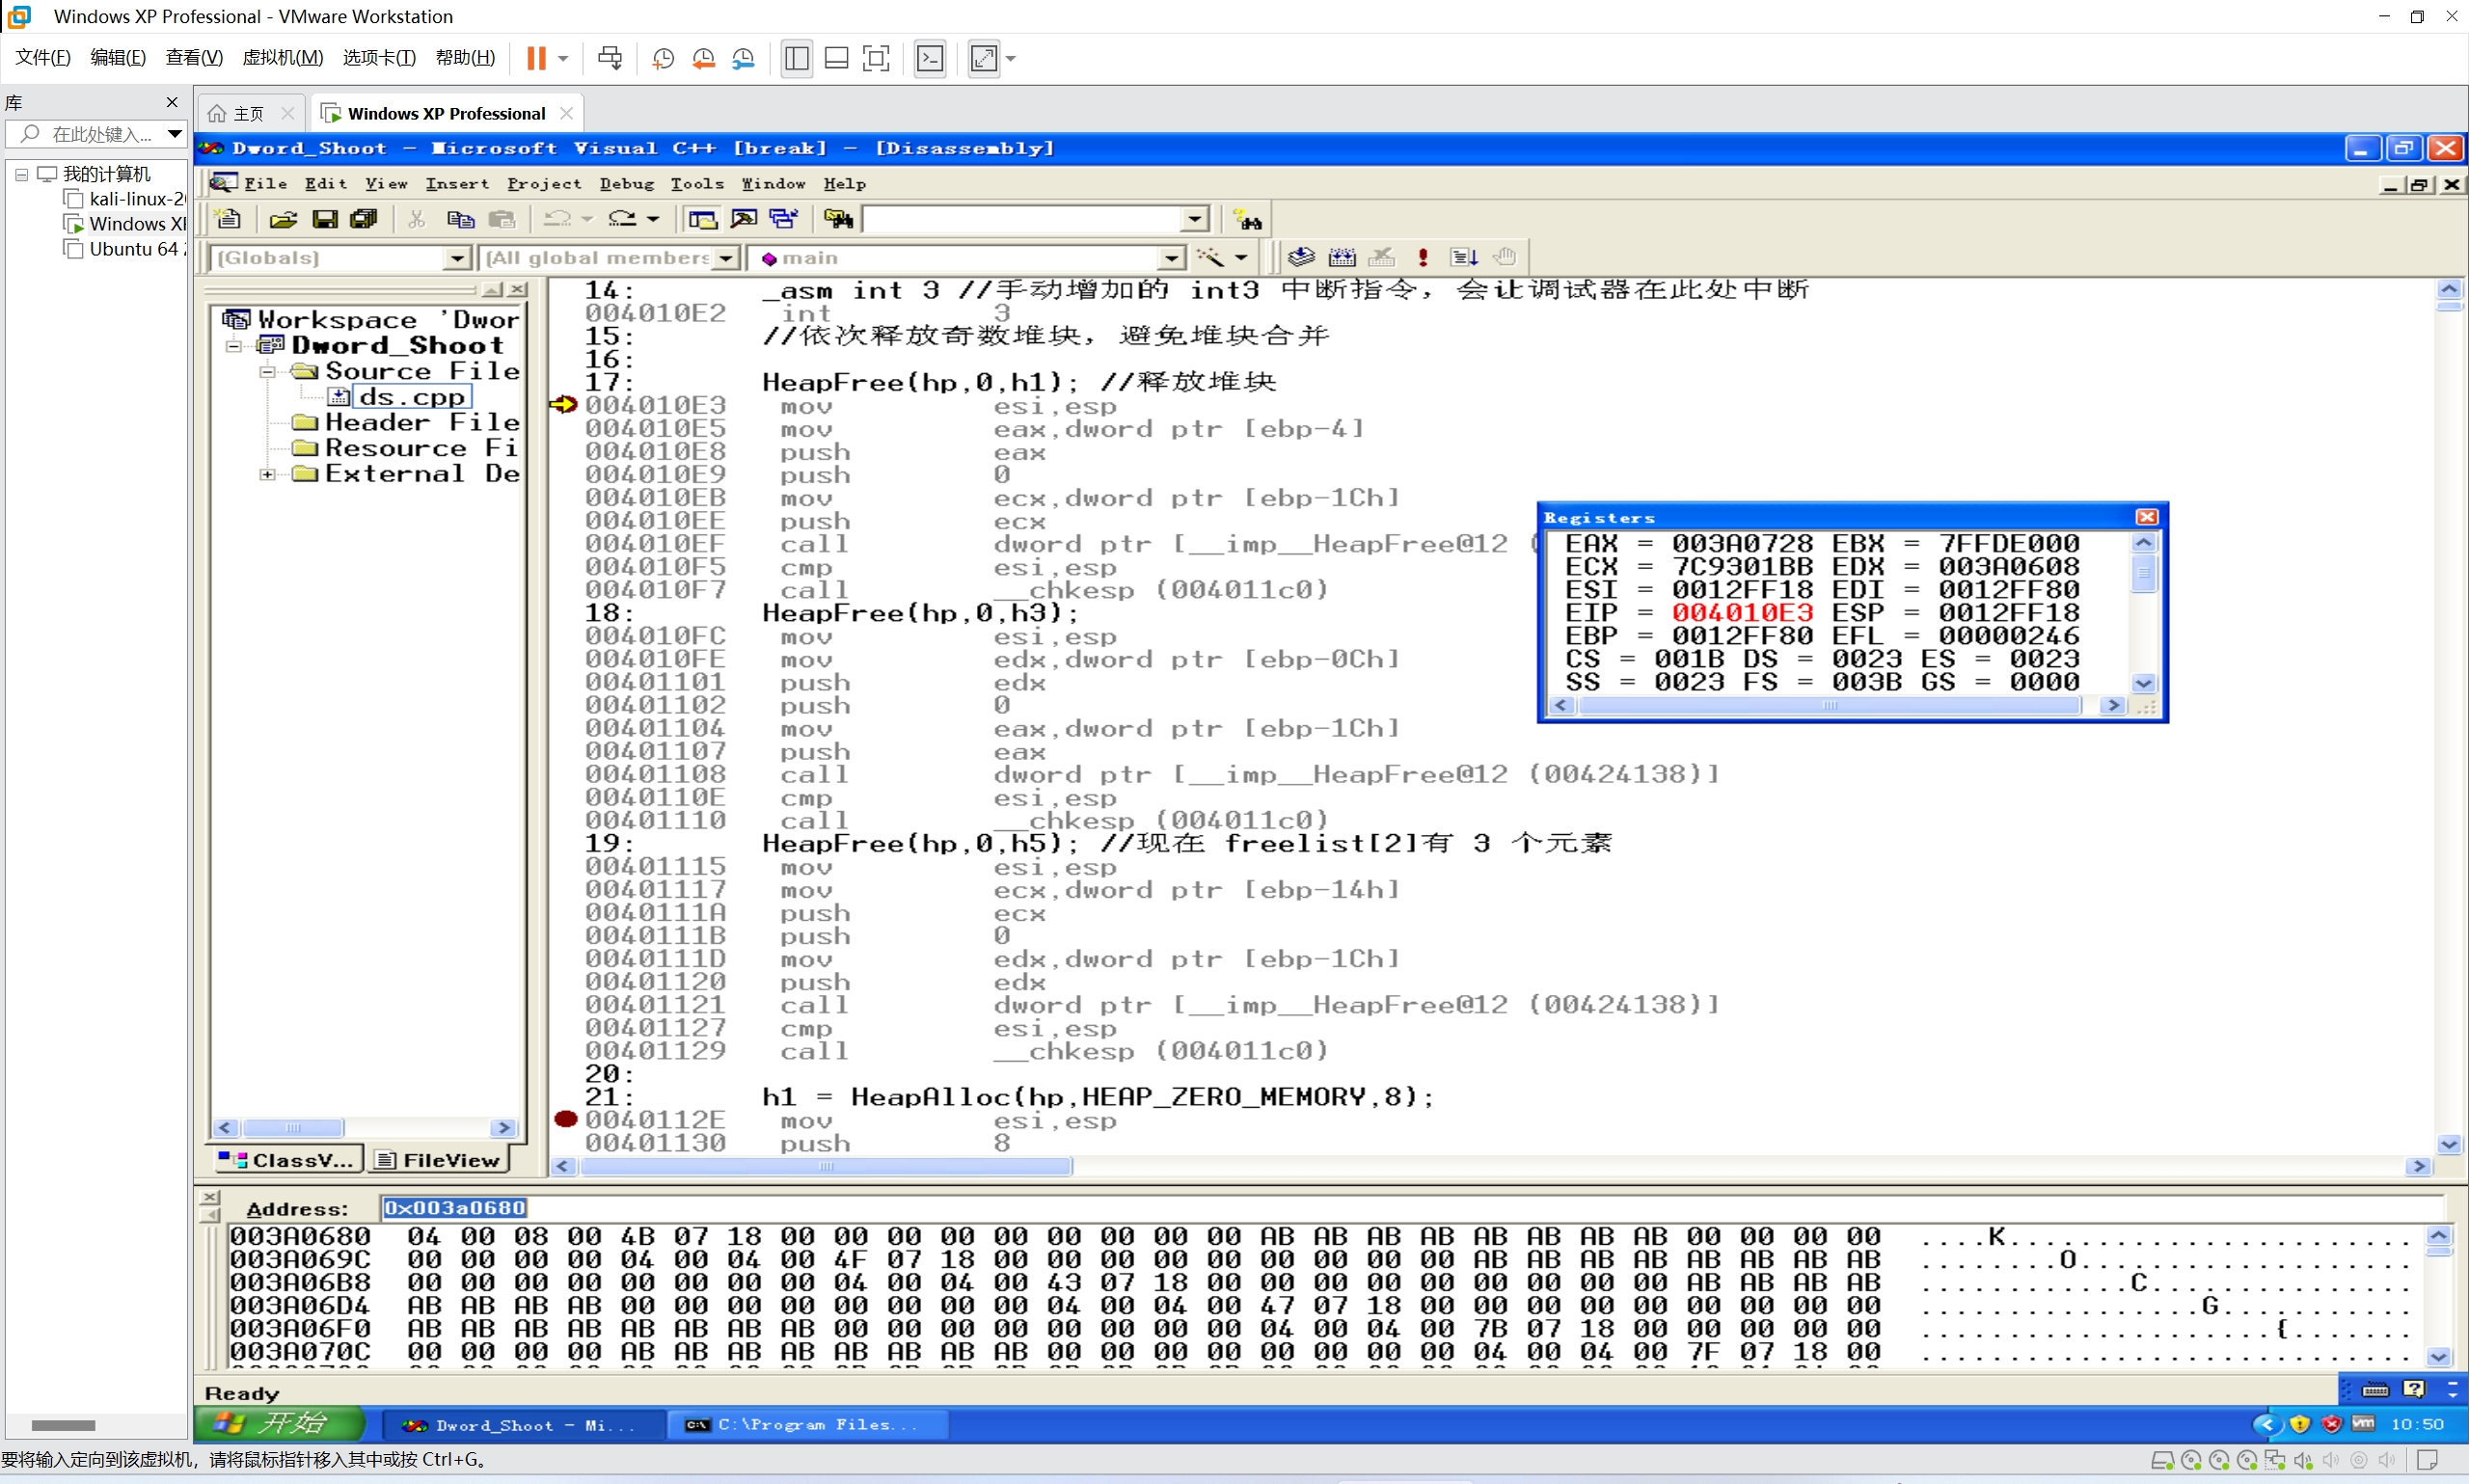 Windows XP Professional - VMware Workstation
文件(F) 编辑(E) 查看(V) 虚拟机(M) 选项卡(T) 帮助(H)
库
在此处键入...
我的计算机
kali-linux-20
Windows XP
Ubuntu 64
主页
Windows XP Professional
Dword_Shoot - Microsoft Visual C++ [break] - [Disassembly]
File Edit View Insert Project Debug Tools Window Help
(Globals) (All global members main
Workspace 'Dwor
Dword_Shoot
Source File
ds.cpp
Header File
Resource Fi
External De
ClassV... FileView
14: _asm int 3 //手动增加的 int3 中断指令，会让调试器在此处中断
004010E2 int 3
15: //依次释放奇数堆块，避免堆块合并
16:
17: HeapFree(hp,0,h1); //释放堆块
004010E3 mov esi,esp
004010E5 mov eax,dword ptr [ebp-4]
004010E8 push eax
004010E9 push 0
004010EB mov ecx,dword ptr [ebp-1Ch]
004010EE push ecx
004010EF call dword ptr [__imp__HeapFree@12 (
004010F5 cmp esi,esp
004010F7 call __chkesp (004011c0)
18: HeapFree(hp,0,h3);
004010FC mov esi,esp
004010FE mov edx,dword ptr [ebp-0Ch]
00401101 push edx
00401102 push 0
00401104 mov eax,dword ptr [ebp-1Ch]
00401107 push eax
00401108 call dword ptr [__imp__HeapFree@12 (00424138)]
0040110E cmp esi,esp
00401110 call __chkesp (004011c0)
19: HeapFree(hp,0,h5); //现在 freelist[2]有 3 个元素
00401115 mov esi,esp
00401117 mov ecx,dword ptr [ebp-14h]
0040111A push ecx
0040111B push 0
0040111D mov edx,dword ptr [ebp-1Ch]
00401120 push edx
00401121 call dword ptr [__imp__HeapFree@12 (00424138)]
00401127 cmp esi,esp
00401129 call __chkesp (004011c0)
20:
21: h1 = HeapAlloc(hp,HEAP_ZERO_MEMORY,8);
0040112E mov esi,esp
00401130 push 8
Registers
EAX = 003A0728 EBX = 7FFDE000
ECX = 7C9301BB EDX = 003A0608
ESI = 0012FF18 EDI = 0012FF80
EIP = 004010E3 ESP = 0012FF18
EBP = 0012FF80 EFL = 00000246
CS = 001B DS = 0023 ES = 0023
SS = 0023 FS = 003B GS = 0000
Address: 0x003a0680
003A0680 04 00 08 00 4B 07 18 00 00 00 00 00 00 00 00 00 AB AB AB AB AB AB AB AB 00 00 00 00 ....K.......................
003A069C 00 00 00 00 04 00 04 00 4F 07 18 00 00 00 00 00 00 00 00 00 AB AB AB AB AB AB AB AB ........O...................
003A06B8 00 00 00 00 00 00 00 00 04 00 04 00 43 07 18 00 00 00 00 00 00 00 00 00 AB AB AB AB ............C...............
003A06D4 AB AB AB AB 00 00 00 00 00 00 00 00 04 00 04 00 47 07 18 00 00 00 00 00 00 00 00 00 ................G...........
003A06F0 AB AB AB AB AB AB AB AB 00 00 00 00 00 00 00 00 04 00 04 00 7B 07 18 00 00 00 00 00 ....................{.......
003A070C 00 00 00 00 AB AB AB AB AB AB AB AB 00 00 00 00 00 00 00 00 04 00 04 00 7F 07 18 00 ............................
Ready
开始 Dword_Shoot - Mi... C:\Program Files... 10:50
要将输入定向到该虚拟机，请将鼠标指针移入其中或按 Ctrl+G。